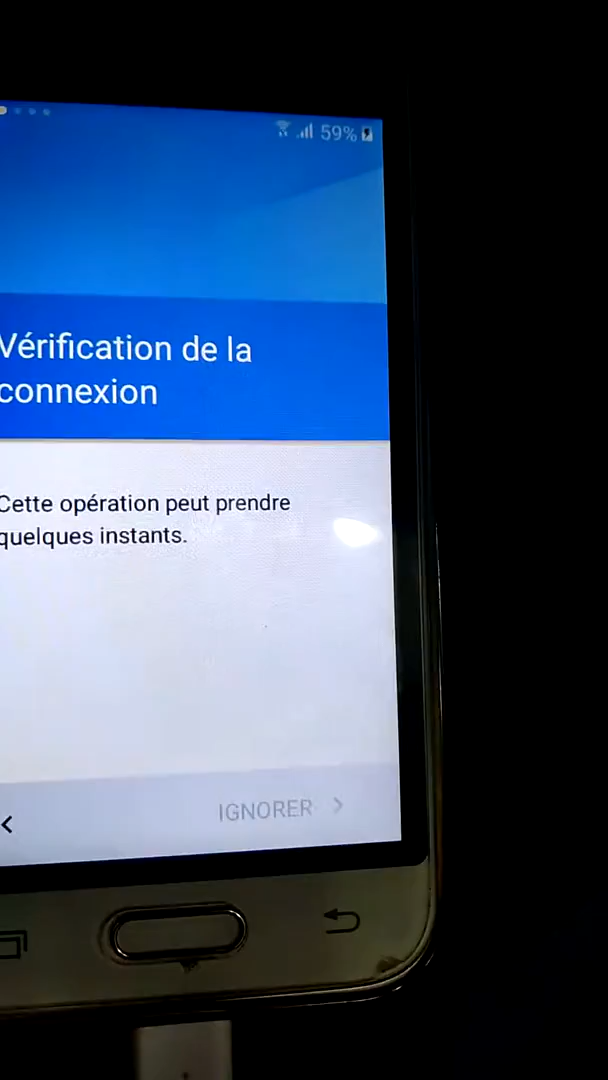 59%
Vérification de la
connexion
Cette opération peut prendre
quelques instants.
IGNORER